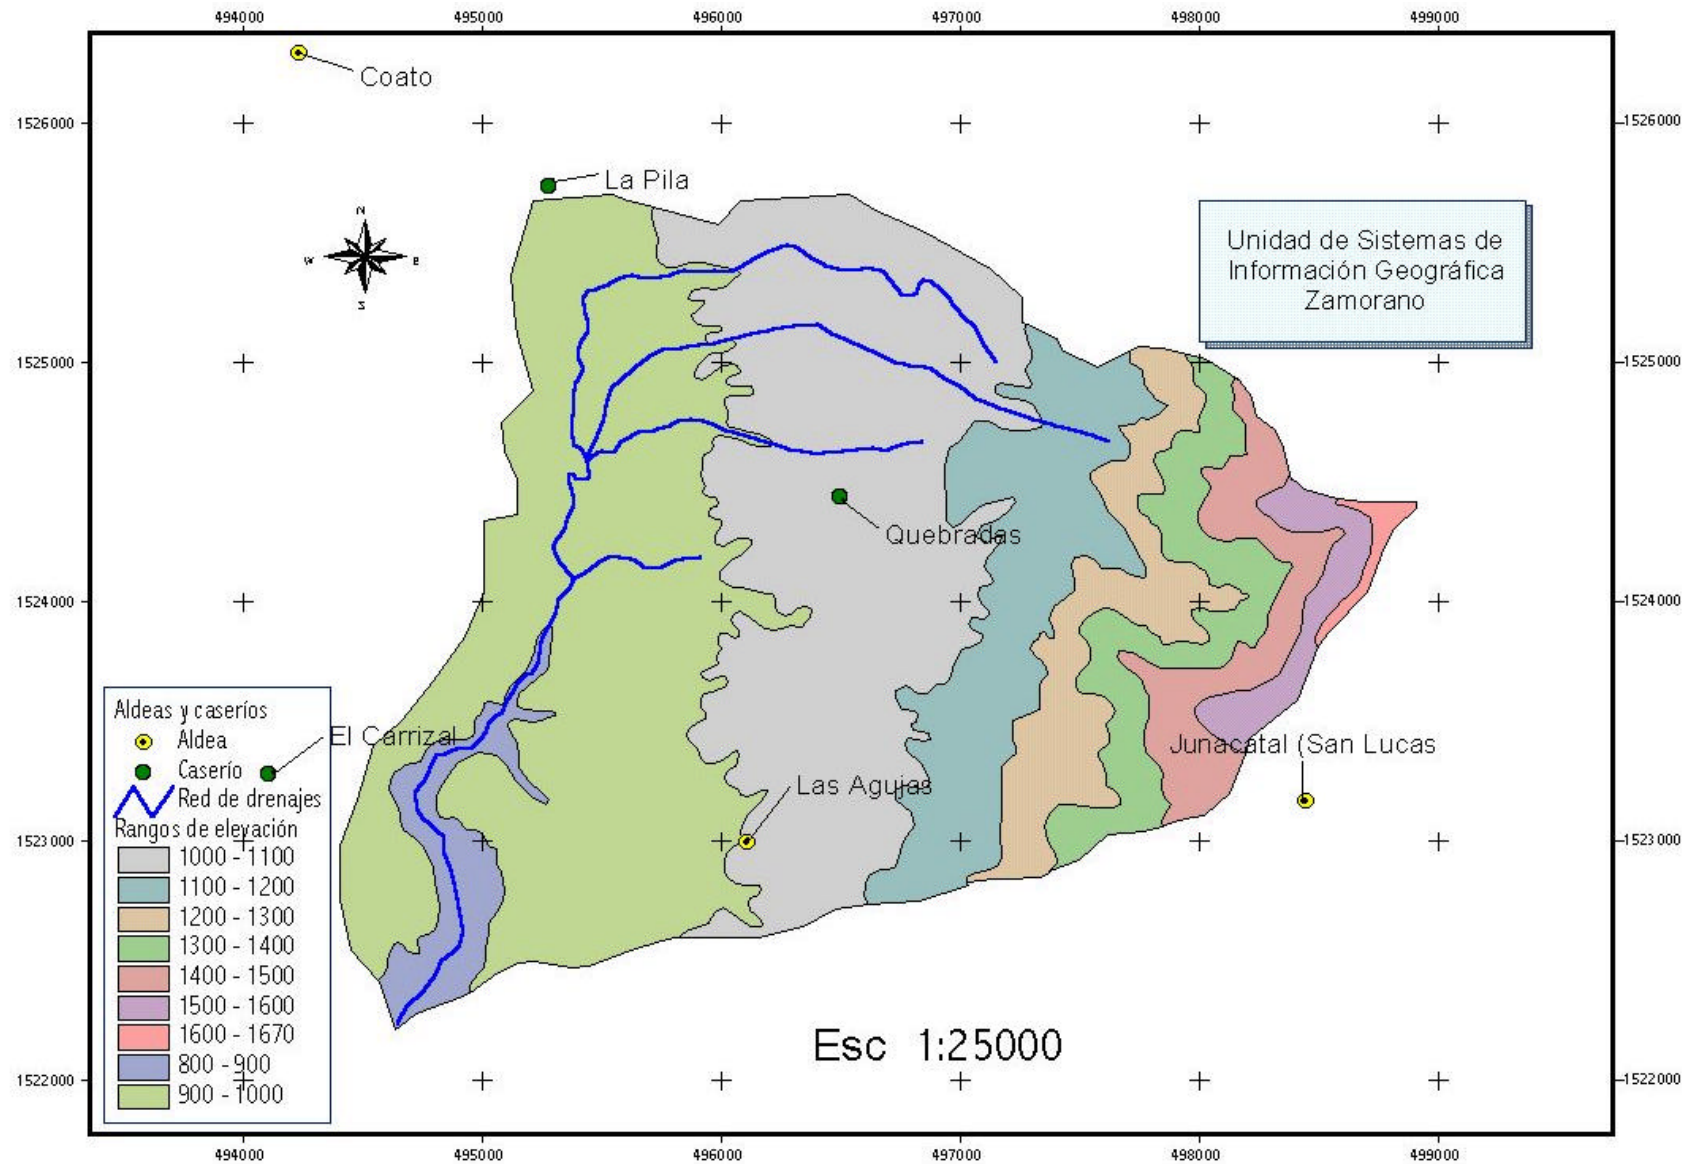 494000 495000 496000 497000 498000 499000
Coato
1526000 1526000
La Pila
N
W E
S
Unidad de Sistemas de
Información Geográfica
Zamorano
1525000 1525000
Quebradas
1524000 1524000
Aldeas y caseríos
Aldea
El Carrizal
Caserío
Red de drenajes
Junacatal (San Lucas
Las Agujas
Rangos de elevación
1523000 1523000
1000 - 1100
1100 - 1200
1200 - 1300
1300 - 1400
1400 - 1500
1500 - 1600
1600 - 1670
800 - 900
900 - 1000
Esc 1:25000
1522000 1522000
494000 495000 496000 497000 498000 499000